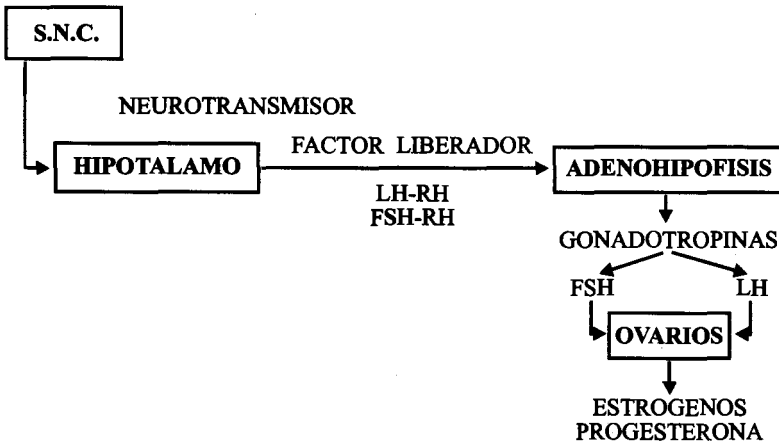 S.N.C.
NEUROTRANSMISOR
HIPOTALAMO
FACTOR LIBERADOR
ADENOHIPOFISIS
LH-RH
FSH-RH
GONADOTROPINAS
FSH
LH
OVARIOS
ESTROGENOS
PROGESTERONA